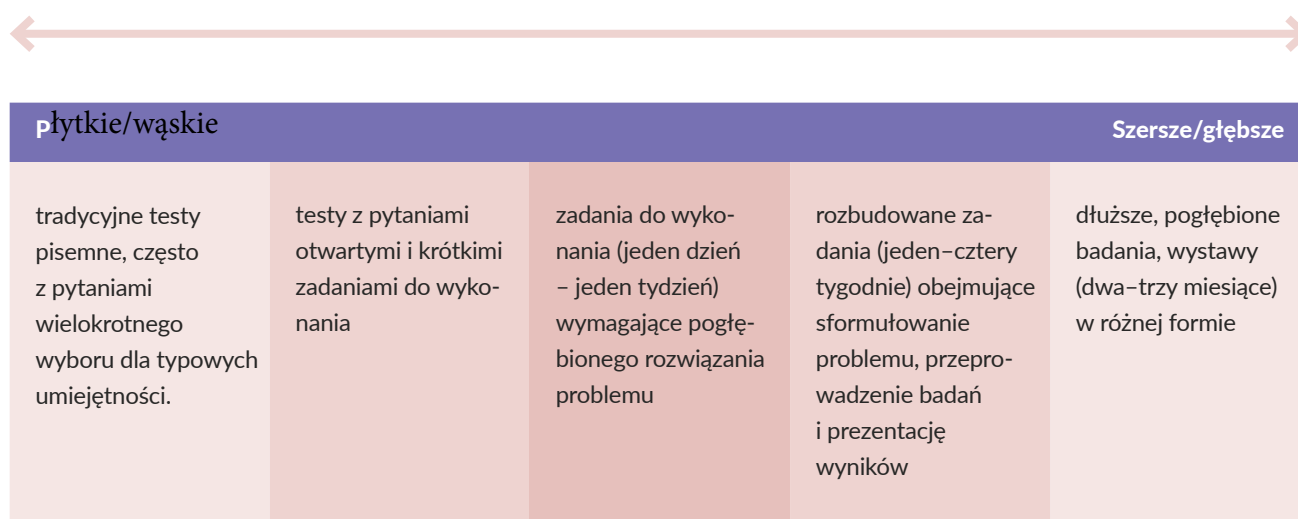 Płytkie/wąskie
Szersze/głębsze
tradycyjne testy
pisemne, często
z pytaniami
wielokrotnego
wyboru dla typowych
umiejętności.
testy z pytaniami
otwartymi i krótkimi
zadaniami do wyko-
nania
zadania do wyko-
nania (jeden dzień
– jeden tydzień)
wymagające pogłę-
bionego rozwiązania
problemu
rozbudowane za-
dania (jeden–cztery
tygodnie) obejmujące
sformułowanie
problemu, przepro-
wadzenie badań
i prezentację
wyników
dłuższe, pogłębione
badania, wystawy
(dwa–trzy miesiące)
w różnej formie